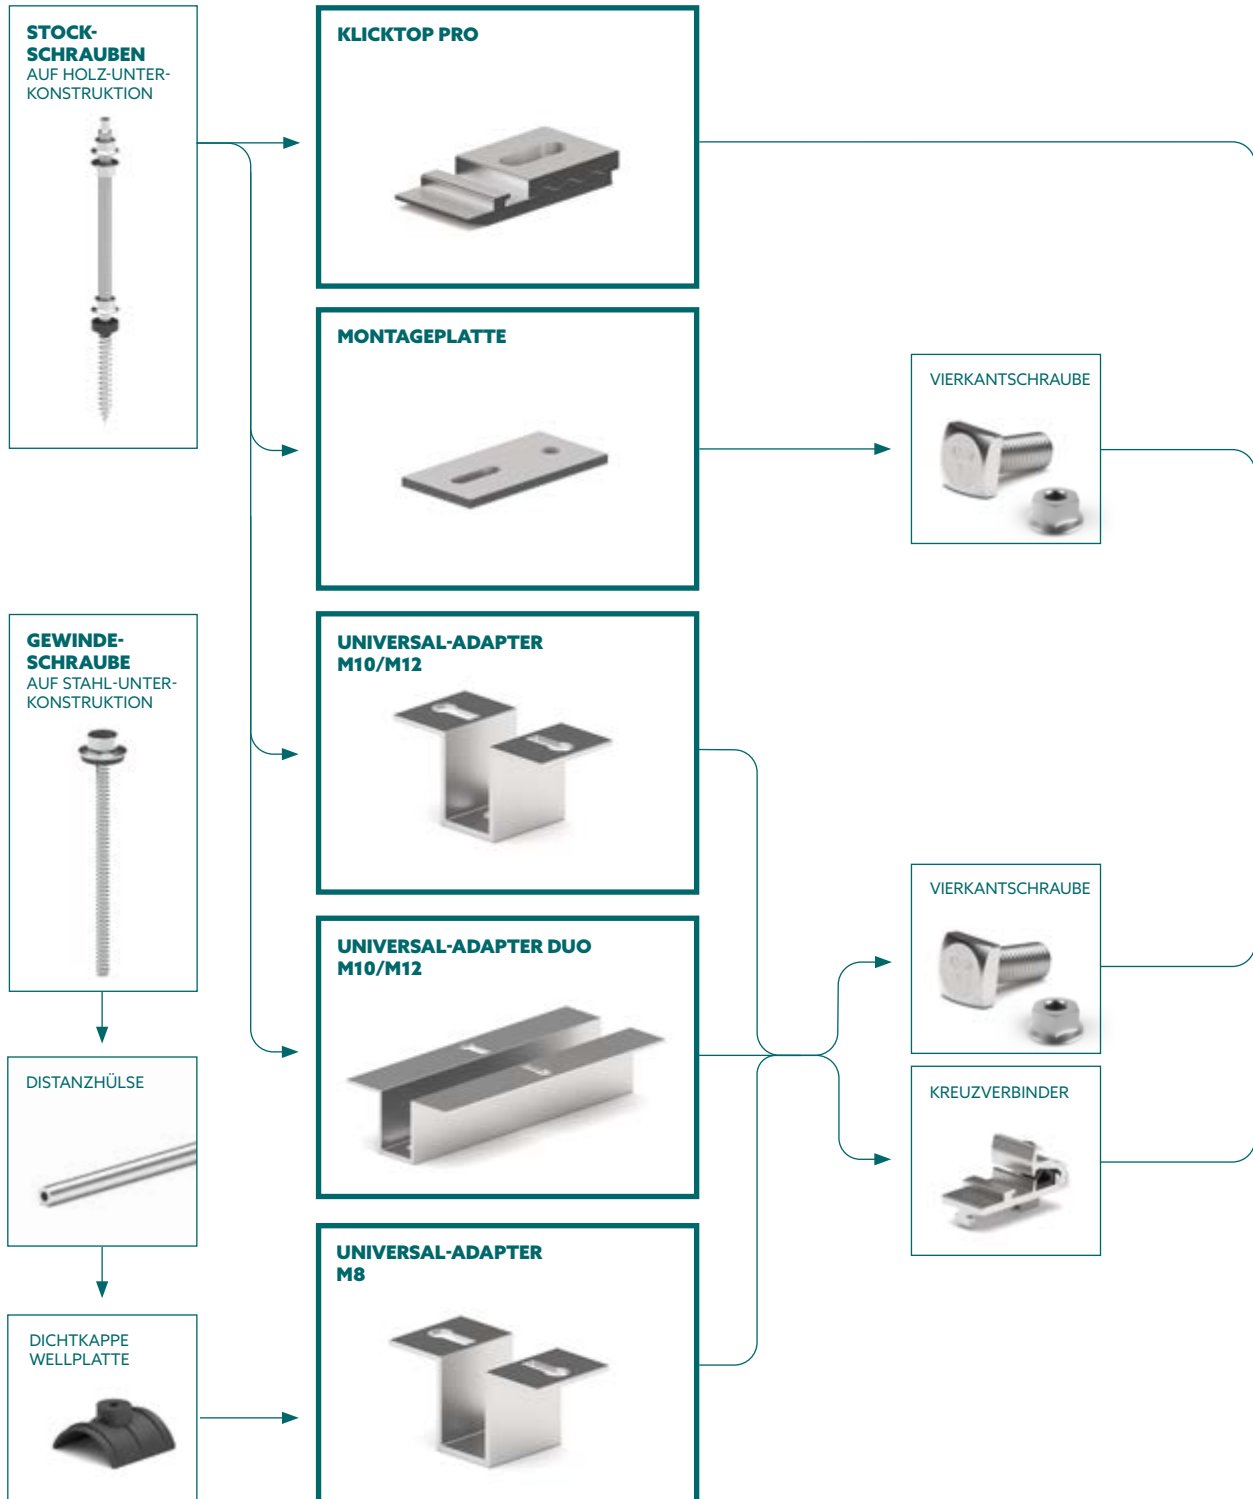 STOCK-
SCHRAUBEN
AUF HOLZ-UNTER-
KONSTRUKTION
KLICKTOP PRO
MONTAGEPLATTE
VIERKANTSCHRAUBE
GEWINDE-
SCHRAUBE
AUF STAHL-UNTER-
KONSTRUKTION
UNIVERSAL-ADAPTER
M10/M12
UNIVERSAL-ADAPTER DUO
M10/M12
VIERKANTSCHRAUBE
DISTANZHÜLSE
KREUZVERBINDER
UNIVERSAL-ADAPTER
M8
DICHTKAPPE
WELLPLATTE